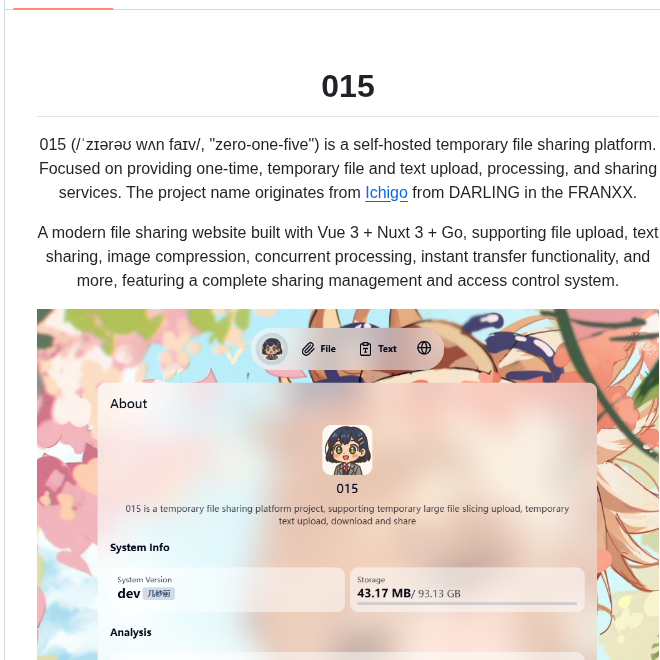 015
015 (/ˈzɪərəʊ wʌn faɪv/, "zero-one-five") is a self-hosted temporary file sharing platform.
Focused on providing one-time, temporary file and text upload, processing, and sharing
services. The project name originates from Ichigo from DARLING in the FRANXX.
A modern file sharing website built with Vue 3 + Nuxt 3 + Go, supporting file upload, text
sharing, image compression, concurrent processing, instant transfer functionality, and
more, featuring a complete sharing management and access control system.
File Text
About
015
015 is a temporary file sharing platform project, supporting temporary large file slicing upload, temporary
text upload, download and share
System Info
System Version
dev 几秒前
Storage
43.17 MB/ 93.13 GB
Analysis